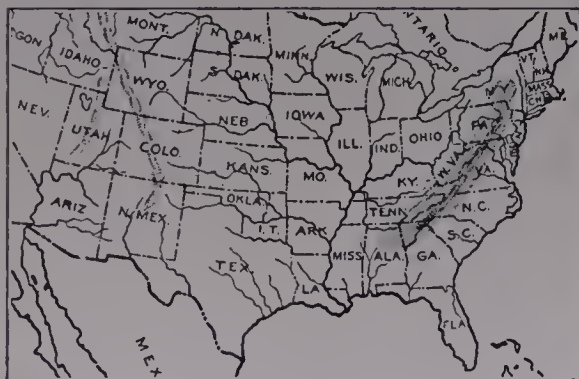 MONT.
N. DAK.
MINN.
ONTARIO
ME.
GON.
IDAHO
WYO.
S. DAK.
WIS.
MICH.
N.Y.
VT.
N.H.
MASS
NEV.
UTAH
COLO.
NEB
IOWA
ILL.
IND.
OHIO
PA.
KANS.
MO.
KY.
W.VA.
VA.
ARIZ
N. MEX.
OKLA.
I.T.
ARK.
TENN.
N.C.
S.C.
TEX.
LA
MISS
ALA.
GA.
FLA
MEX